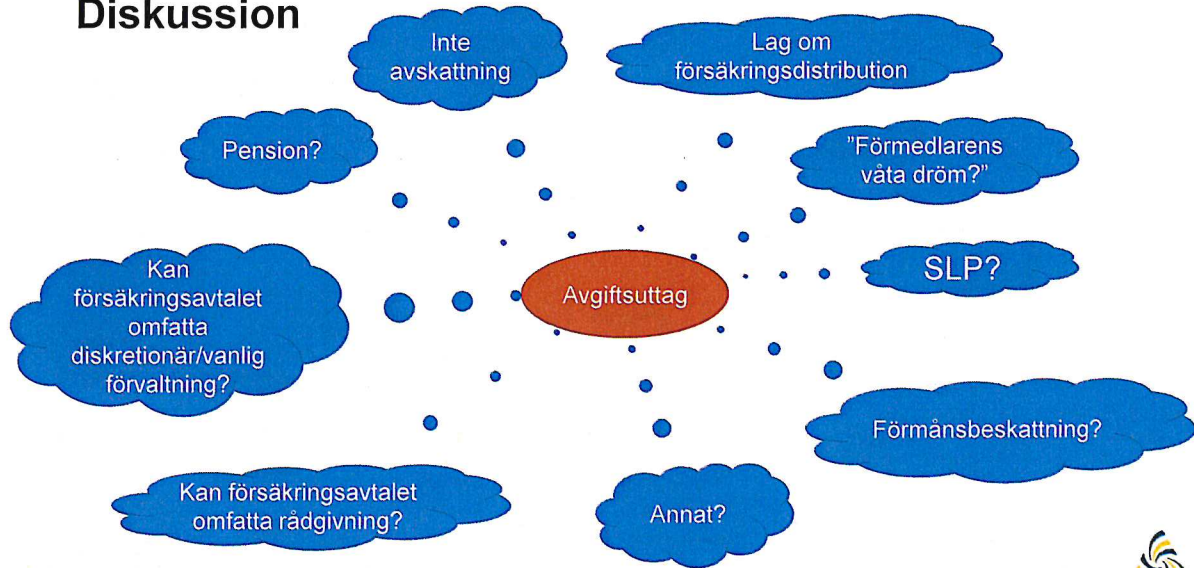 Diskussion
Inte
avskattning
Lag om
försäkringsdistribution
Pension?
"Förmedlarens
våta dröm?"
Kan
försäkringsavtalet
omfatta
diskretionär/vanlig
förvaltning?
Avgiftsuttag
SLP?
Förmånsbeskattning?
Kan försäkringsavtalet
omfatta rådgivning?
Annat?